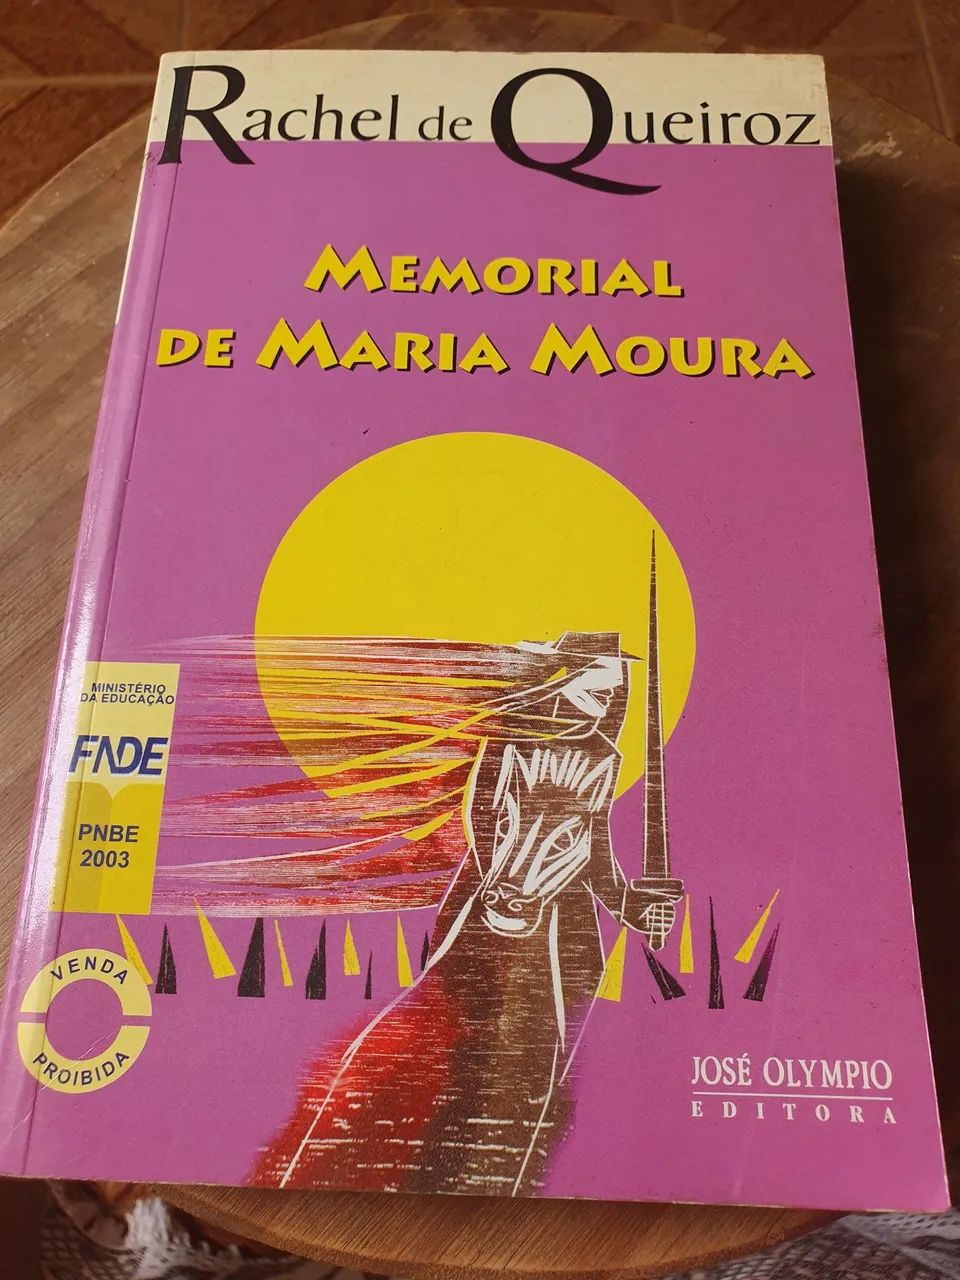 Rachel de Queiroz
MEMORIAL
DE MARIA MOURA
MINISTÉRIO
DA EDUCAÇÃO
FNDE
PNBE
2003
VENDA
PROIBIDA
JOSÉ OLYMPIO
EDITORA